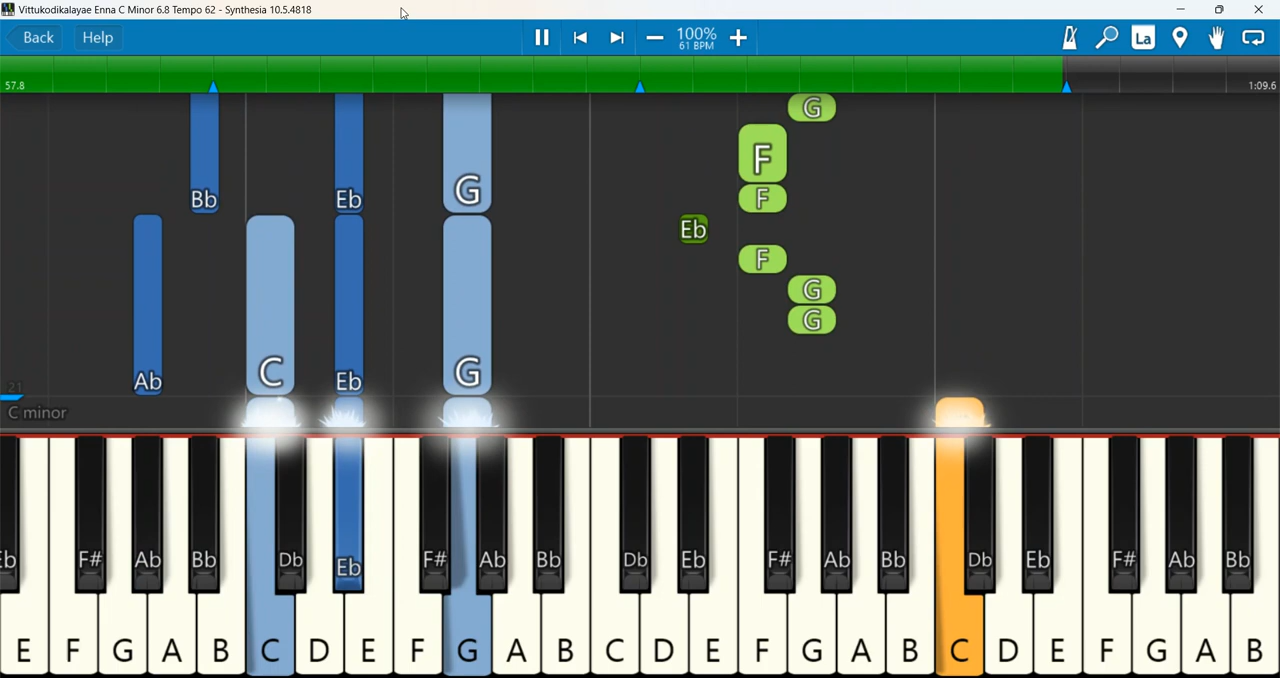 Vittukodikalayae Enna C Minor 6.8 Tempo 62 - Synthesia 10.5.4818
Back Help 100% La
61 BPM
57.8 1:09.6
G
F
Bb Eb G F
Eb
F
G
G
Ab C Eb G
21
C minor
Eb F# Ab Bb Db Eb F# Ab Bb Db Eb F# Ab Bb Db Eb F# Ab Bb
E F G A B C D E F G A B C D E F G A B C D E F G A B